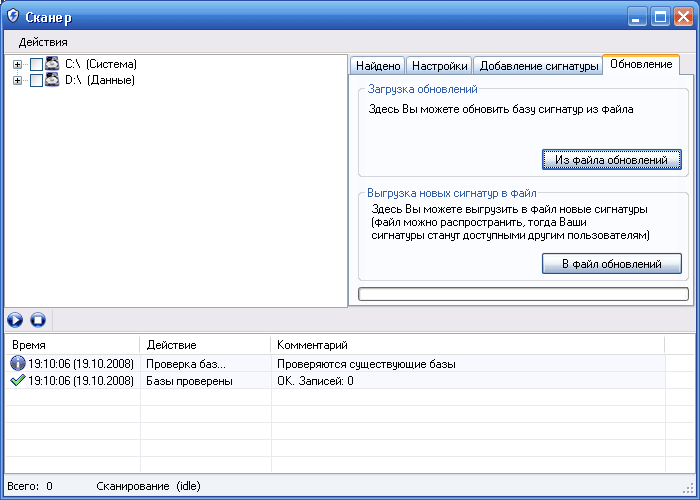 Сканер
Действия
C:\ (Система)
D:\ (Данные)
Найдено Настройки Добавление сигнатуры Обновление
Загрузка обновлений
Здесь Вы можете обновить базу сигнатур из файла
Из файла обновлений
Выгрузка новых сигнатур в файл
Здесь Вы можете выгрузить в файл новые сигнатуры
(файл можно распространить, тогда Ваши
сигнатуры станут доступными другим пользователям)
В файл обновлений
Время Действие Комментарий
19:10:06 (19.10.2008) Проверка баз... Проверяются существующие базы
19:10:06 (19.10.2008) Базы проверены OK. Записей: 0
Всего: 0 Сканирование (idle)